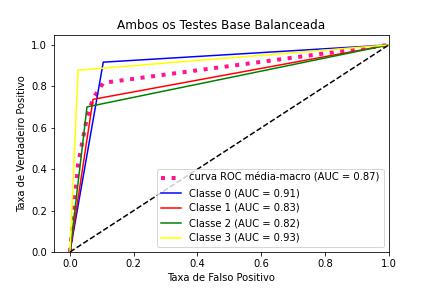 Ambos os Testes Base Balanceada
Taxa de Verdadeiro Positivo
1.0
0.8
0.6
0.4
0.2
0.0
curva ROC média-macro (AUC = 0.87)
Classe 0 (AUC = 0.91)
Classe 1 (AUC = 0.83)
Classe 2 (AUC = 0.82)
Classe 3 (AUC = 0.93)
0.0 0.2 0.4 0.6 0.8 1.0
Taxa de Falso Positivo